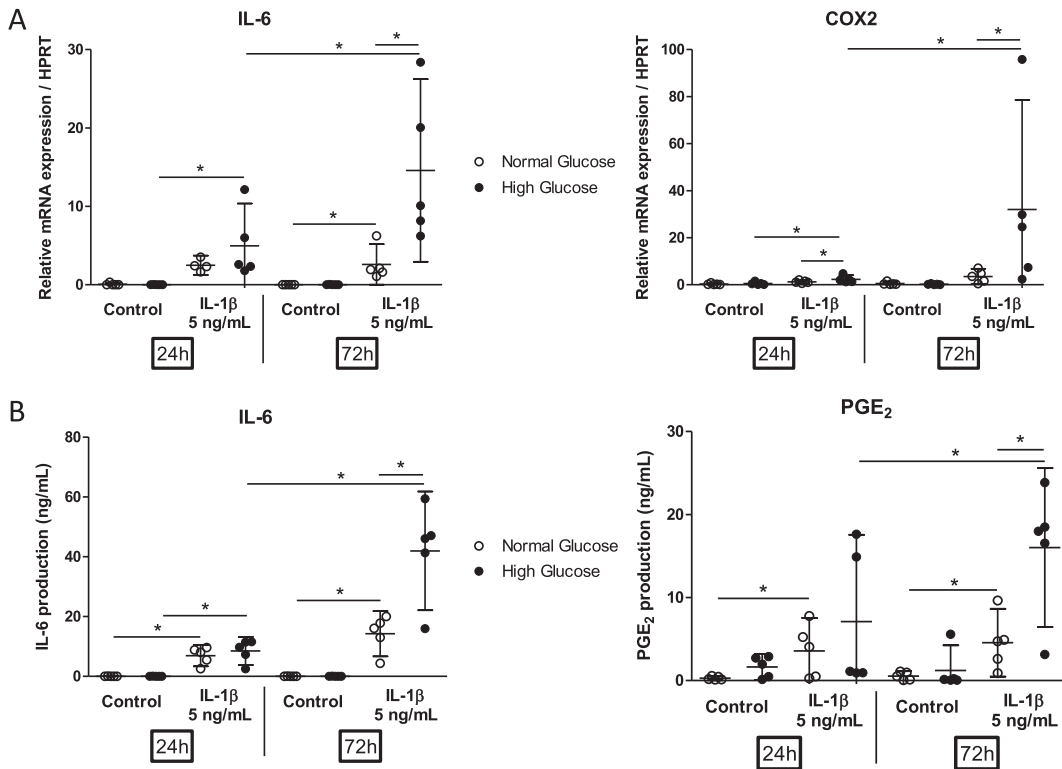 A
IL-6
Relative mRNA expression / HPRT
30
20
10
0
*
*
*
*
Control
IL-1β
5 ng/mL
Control
IL-1β
5 ng/mL
24h
72h
Normal Glucose
High Glucose
COX2
Relative mRNA expression / HPRT
100
80
60
40
20
0
*
*
*
*
Control
IL-1β
5 ng/mL
Control
IL-1β
5 ng/mL
24h
72h
B
IL-6
IL-6 production (ng/mL)
80
60
40
20
0
*
*
*
*
*
Control
IL-1β
5 ng/mL
Control
IL-1β
5 ng/mL
24h
72h
Normal Glucose
High Glucose
PGE₂
PGE₂ production (ng/mL)
30
20
10
0
*
*
*
*
Control
IL-1β
5 ng/mL
Control
IL-1β
5 ng/mL
24h
72h